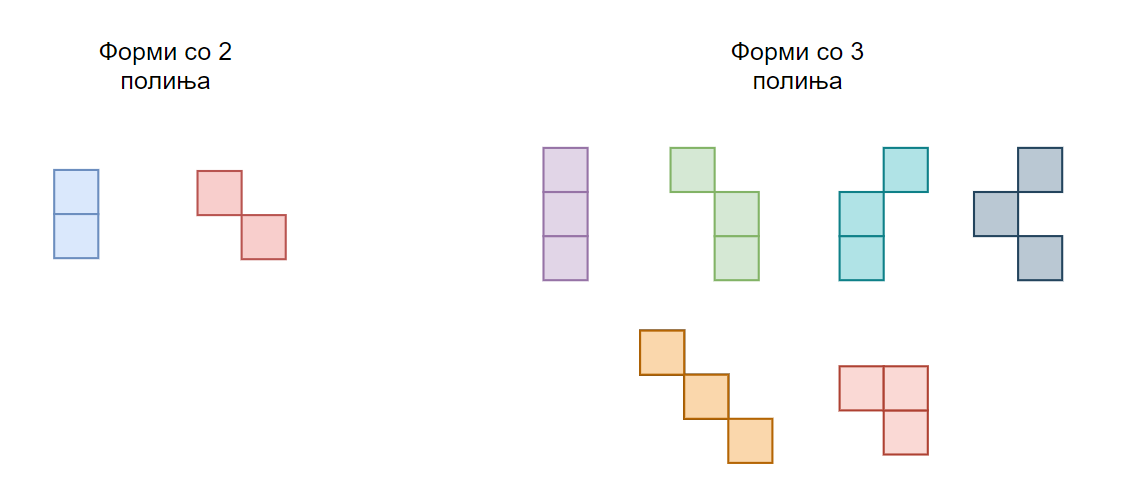 Форми со 2
полиња
Форми со 3
полиња